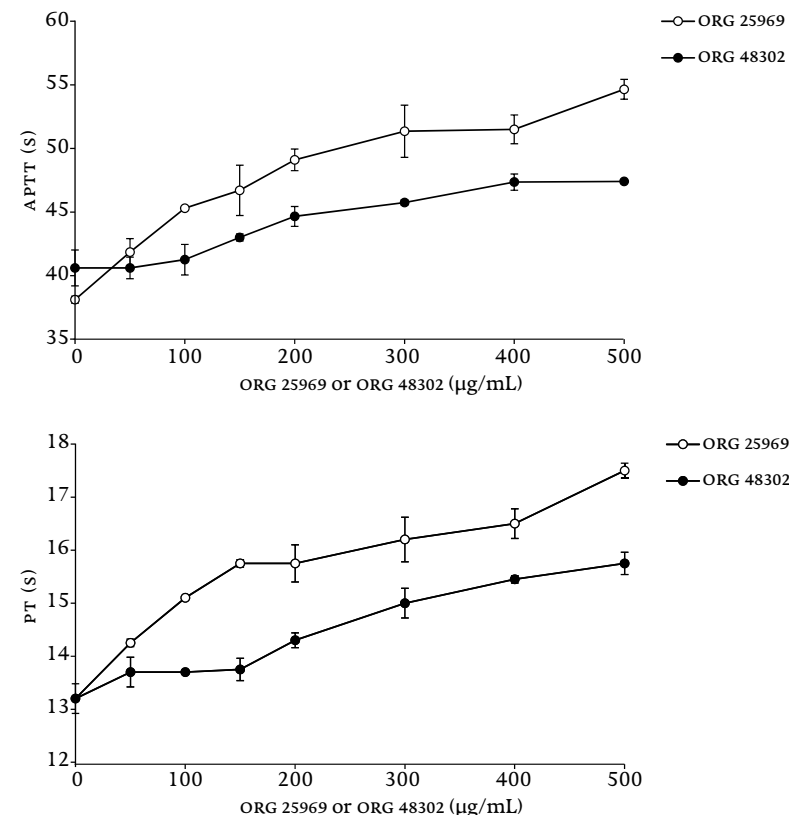 60
55
50
45
40
35
APTT (s)
0 100 200 300 400 500
ORG 25969 or ORG 48302 (µg/mL)
ORG 25969
ORG 48302
18
17
16
15
14
13
12
PT (s)
0 100 200 300 400 500
ORG 25969 or ORG 48302 (µg/mL)
ORG 25969
ORG 48302